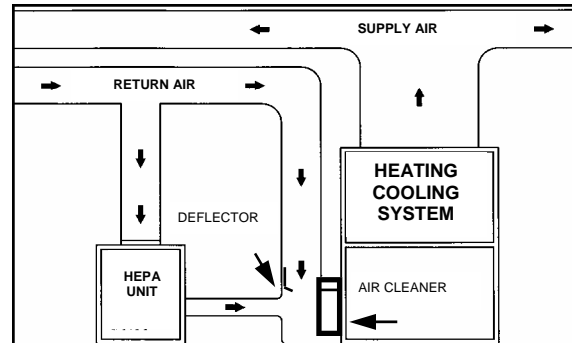 SUPPLY AIR
RETURN AIR
HEATING
COOLING
SYSTEM
DEFLECTOR
HEPA
UNIT
AIR CLEANER